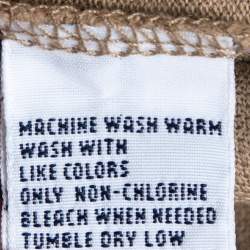 MACHINE WASH WARM
WASH WITH
LIKE COLORS
ONLY NON-CHLORINE
BLEACH WHEN NEEDED
TUMBLE DRY LOW